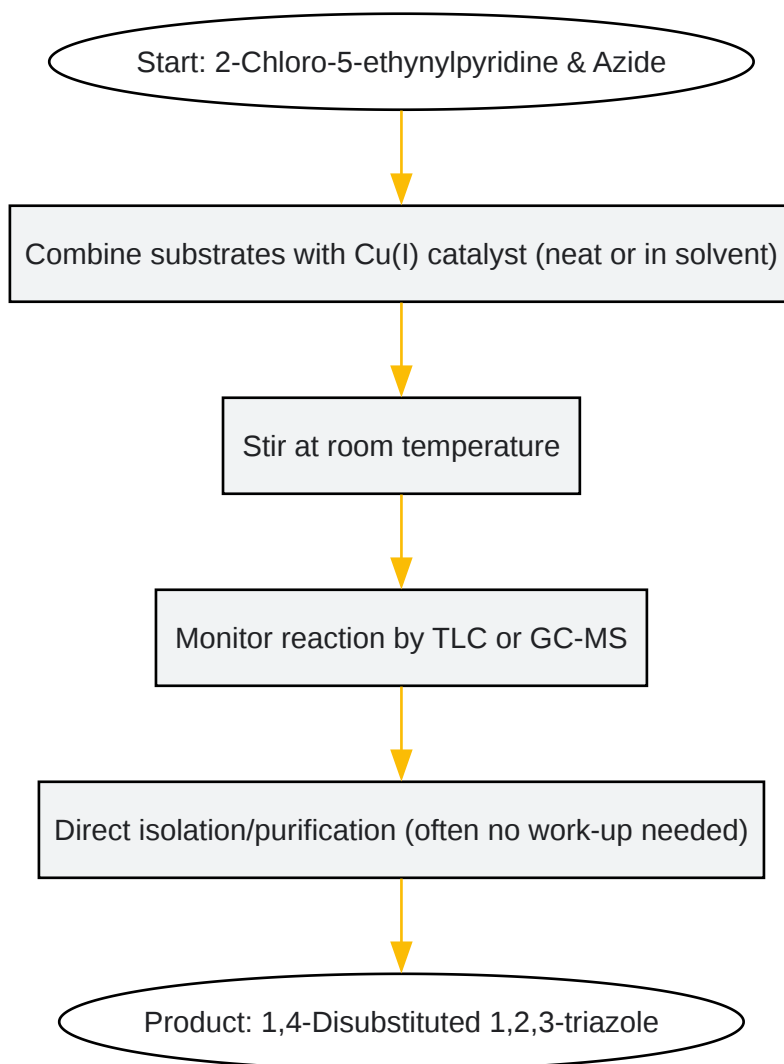 Start: 2-Chloro-5-ethynylpyridine & Azide
Combine substrates with Cu(I) catalyst (neat or in solvent)
Stir at room temperature
Monitor reaction by TLC or GC-MS
Direct isolation/purification (often no work-up needed)
Product: 1,4-Disubstituted 1,2,3-triazole